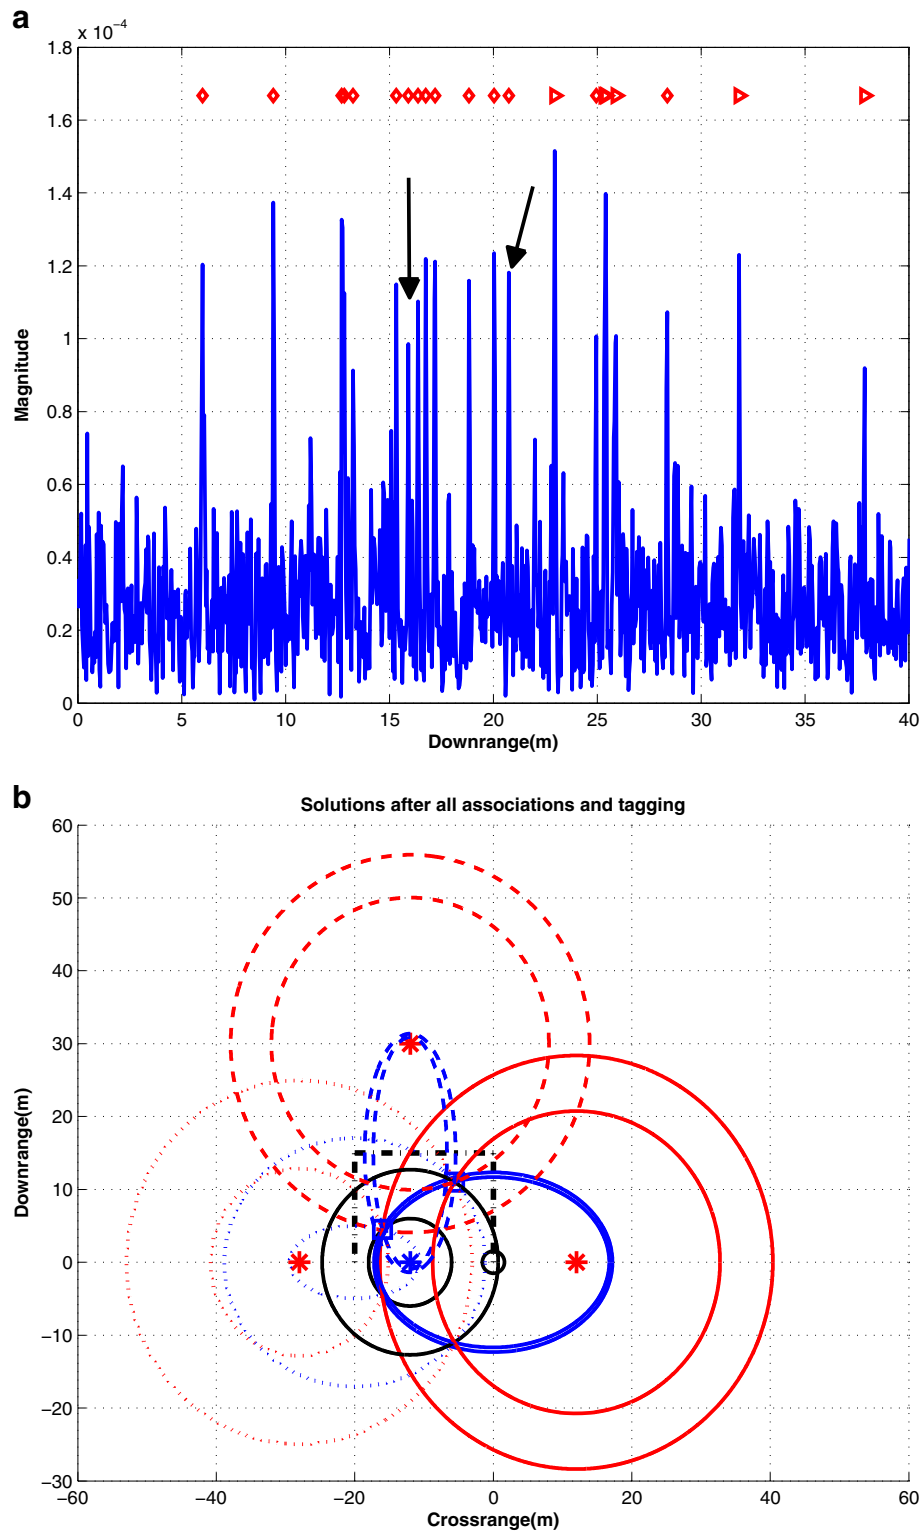 a
x 10⁻⁴
1.8
1.6
1.4
1.2
1
0.8
0.6
0.4
0.2
0
Magnitude
0 5 10 15 20 25 30 35 40
Downrange(m)
b
Solutions after all associations and tagging
60
50
40
30
20
10
0
−10
−20
−30
Downrange(m)
−60 −40 −20 0 20 40 60
Crossrange(m)